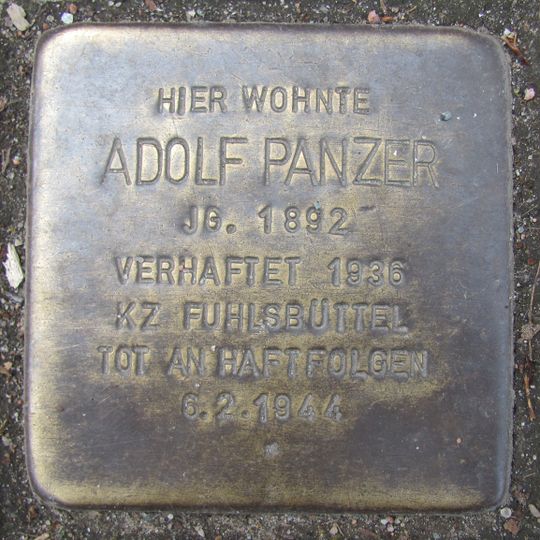 HIER WOHNTE
ADOLF PANZER
JG. 1892
VERHAFTET 1936
KZ FUHLSBÜTTEL
TOT AN HAFTFOLGEN
6.2.1944